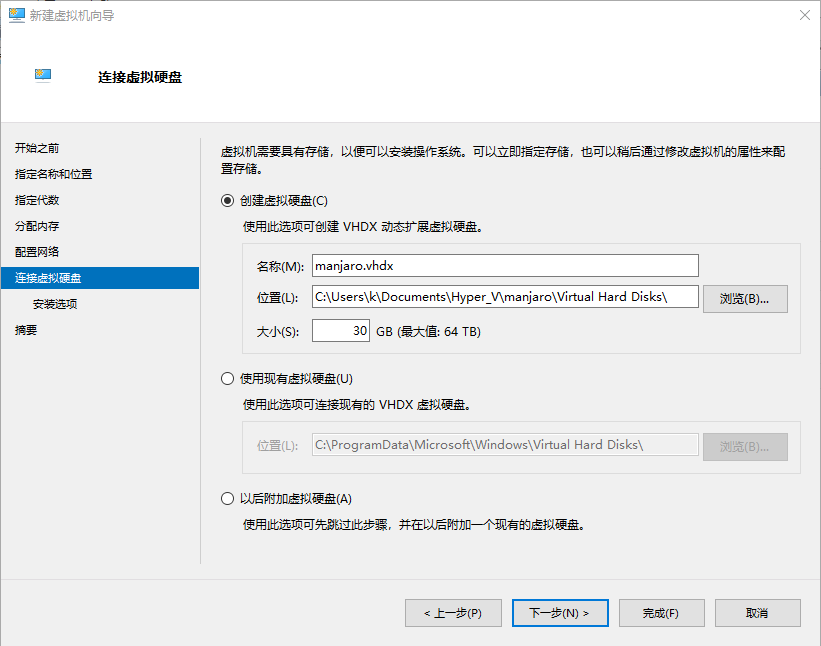 新建虚拟机向导
连接虚拟硬盘
开始之前
指定名称和位置
指定代数
分配内存
配置网络
连接虚拟硬盘
安装选项
摘要
虚拟机需要具有存储，以便可以安装操作系统。可以立即指定存储，也可以稍后通过修改虚拟机的属性来配
置存储。
创建虚拟硬盘(C)
使用此选项可创建 VHDX 动态扩展虚拟硬盘。
名称(M): manjaro.vhdx
位置(L): C:\Users\k\Documents\Hyper_V\manjaro\Virtual Hard Disks\ 浏览(B)...
大小(S): 30 GB (最大值: 64 TB)
使用现有虚拟硬盘(U)
使用此选项可连接现有的 VHDX 虚拟硬盘。
位置(L): C:\ProgramData\Microsoft\Windows\Virtual Hard Disks\ 浏览(B)...
以后附加虚拟硬盘(A)
使用此选项可先跳过此步骤，并在以后附加一个现有的虚拟硬盘。
< 上一步(P) 下一步(N) > 完成(F) 取消